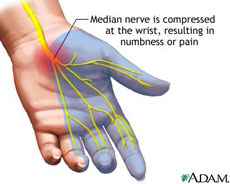 Median nerve is compressed
at the wrist, resulting in
numbness or pain
A.D.A.M.